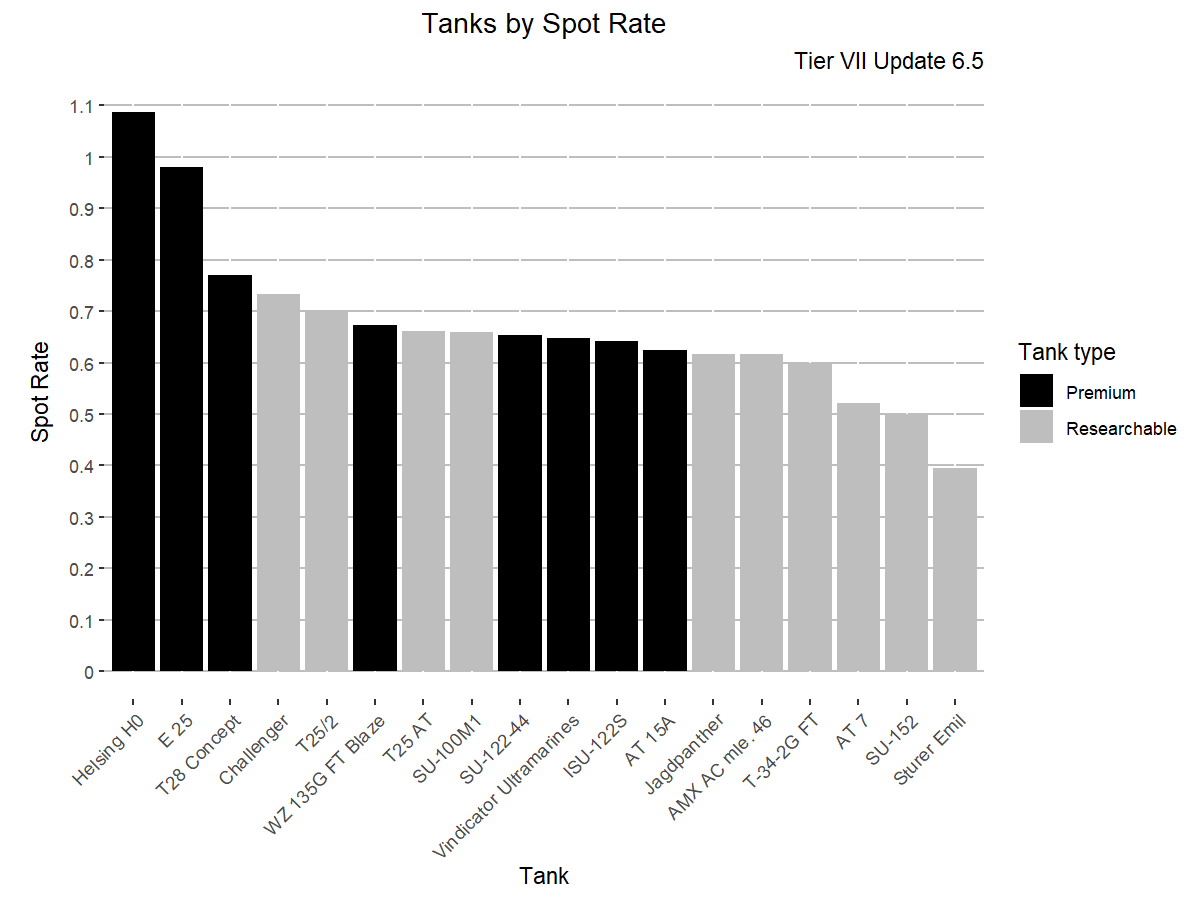 Tanks by Spot Rate
Tier VII Update 6.5
Spot Rate
1.1
1
0.9
0.8
0.7
0.6
0.5
0.4
0.3
0.2
0.1
0
Helsing H0
E 25
T28 Concept
Challenger
T25/2
WZ 135G FT Blaze
T25 AT
SU-100M1
SU-122-44
Vindicator Ultramarines
ISU-122S
AT 15A
Jagdpanther
AMX AC mle. 46
T-34-2G FT
AT 7
SU-152
Sturer Emil
Tank
Tank type
Premium
Researchable